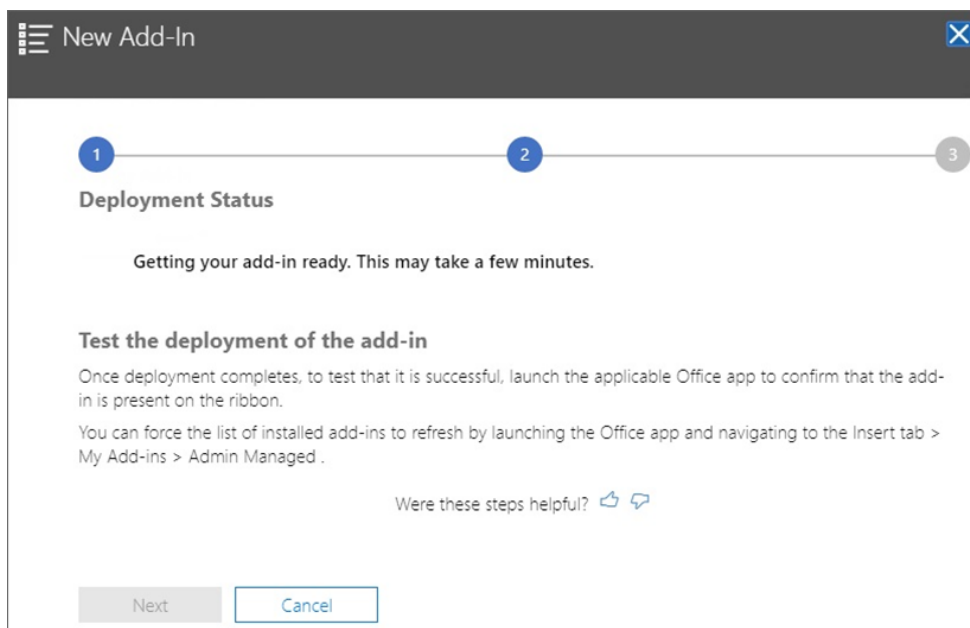 New Add-In
1
2
3
Deployment Status
Getting your add-in ready. This may take a few minutes.
Test the deployment of the add-in
Once deployment completes, to test that it is successful, launch the applicable Office app to confirm that the add-
in is present on the ribbon.
You can force the list of installed add-ins to refresh by launching the Office app and navigating to the Insert tab >
My Add-ins > Admin Managed .
Were these steps helpful?
Next
Cancel